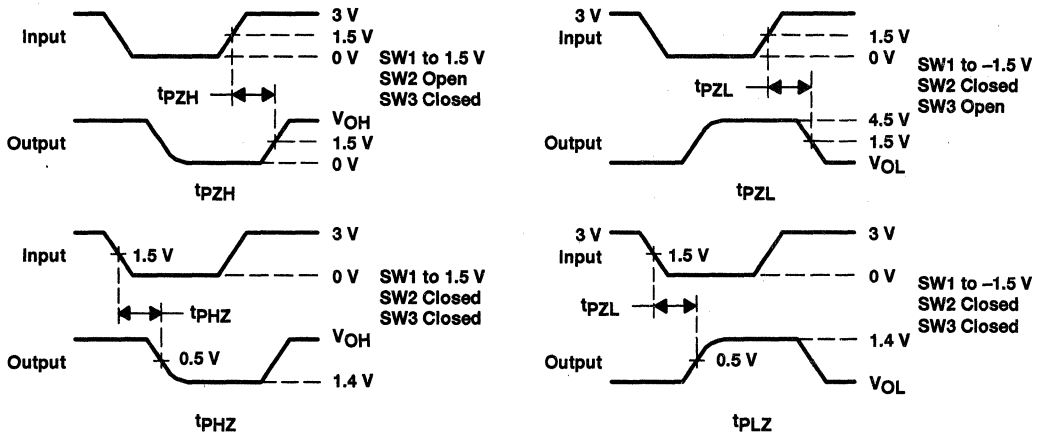 3 V
Input
1.5 V
0 V
SW1 to 1.5 V
SW2 Open
SW3 Closed
tPZH
Output
VOH
1.5 V
0 V
tPZH
3 V
Input
1.5 V
0 V
SW1 to –1.5 V
SW2 Closed
SW3 Open
tPZL
Output
4.5 V
1.5 V
VOL
tPZL
Input
1.5 V
3 V
0 V
SW1 to 1.5 V
SW2 Closed
SW3 Closed
tPHZ
Output
0.5 V
VOH
1.4 V
tPHZ
3 V
Input
1.5 V
3 V
0 V
SW1 to –1.5 V
SW2 Closed
SW3 Closed
tPZL
Output
0.5 V
1.4 V
VOL
tPLZ